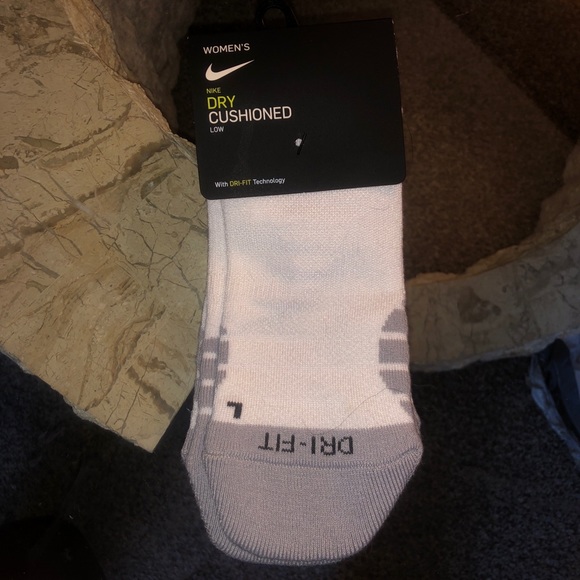 WOMEN'S
NIKE
DRY
CUSHIONED
LOW
With DRI-FIT Technology
L
DRI-FIT